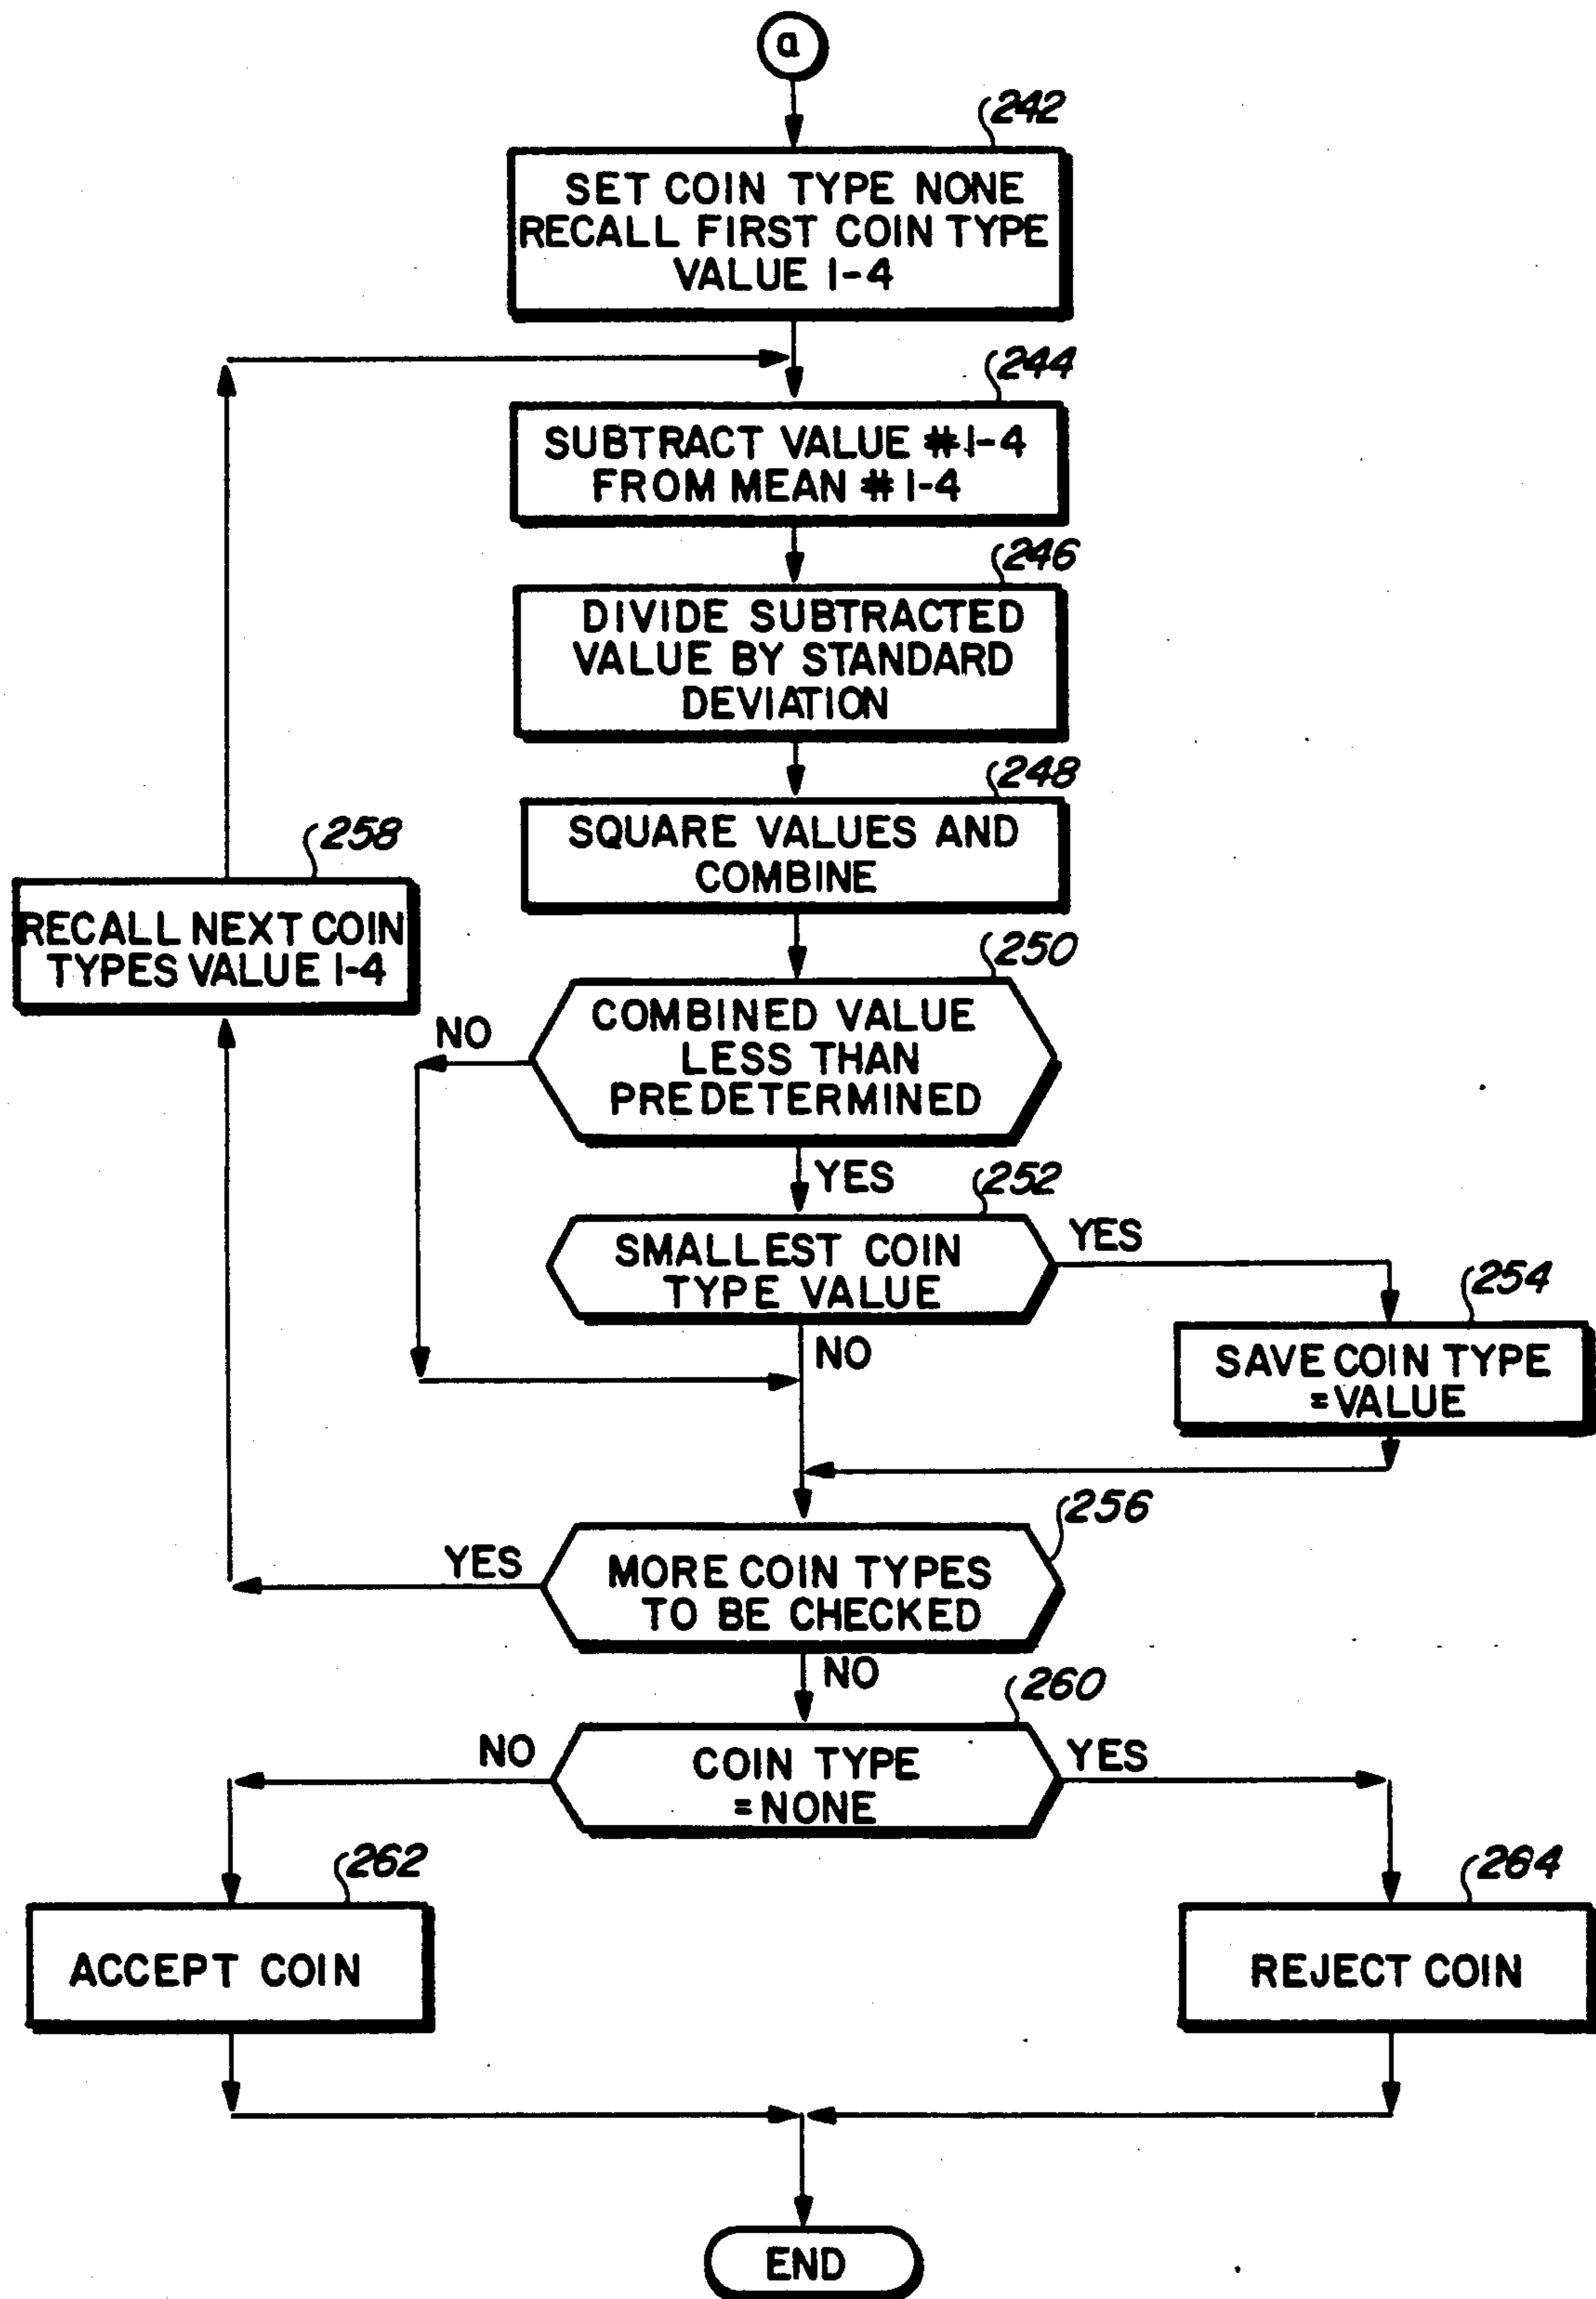 a
242
SET COIN TYPE NONE
RECALL FIRST COIN TYPE
VALUE 1-4
244
SUBTRACT VALUE #1-4
FROM MEAN #1-4
246
DIVIDE SUBTRACTED
VALUE BY STANDARD
DEVIATION
248
SQUARE VALUES AND
COMBINE
258
RECALL NEXT COIN
TYPES VALUE 1-4
250
COMBINED VALUE
LESS THAN
PREDETERMINED
NO
YES
252
SMALLEST COIN
TYPE VALUE
YES
NO
254
SAVE COIN TYPE
=VALUE
256
MORE COIN TYPES
TO BE CHECKED
YES
NO
260
COIN TYPE
=NONE
NO
YES
262
ACCEPT COIN
264
REJECT COIN
END